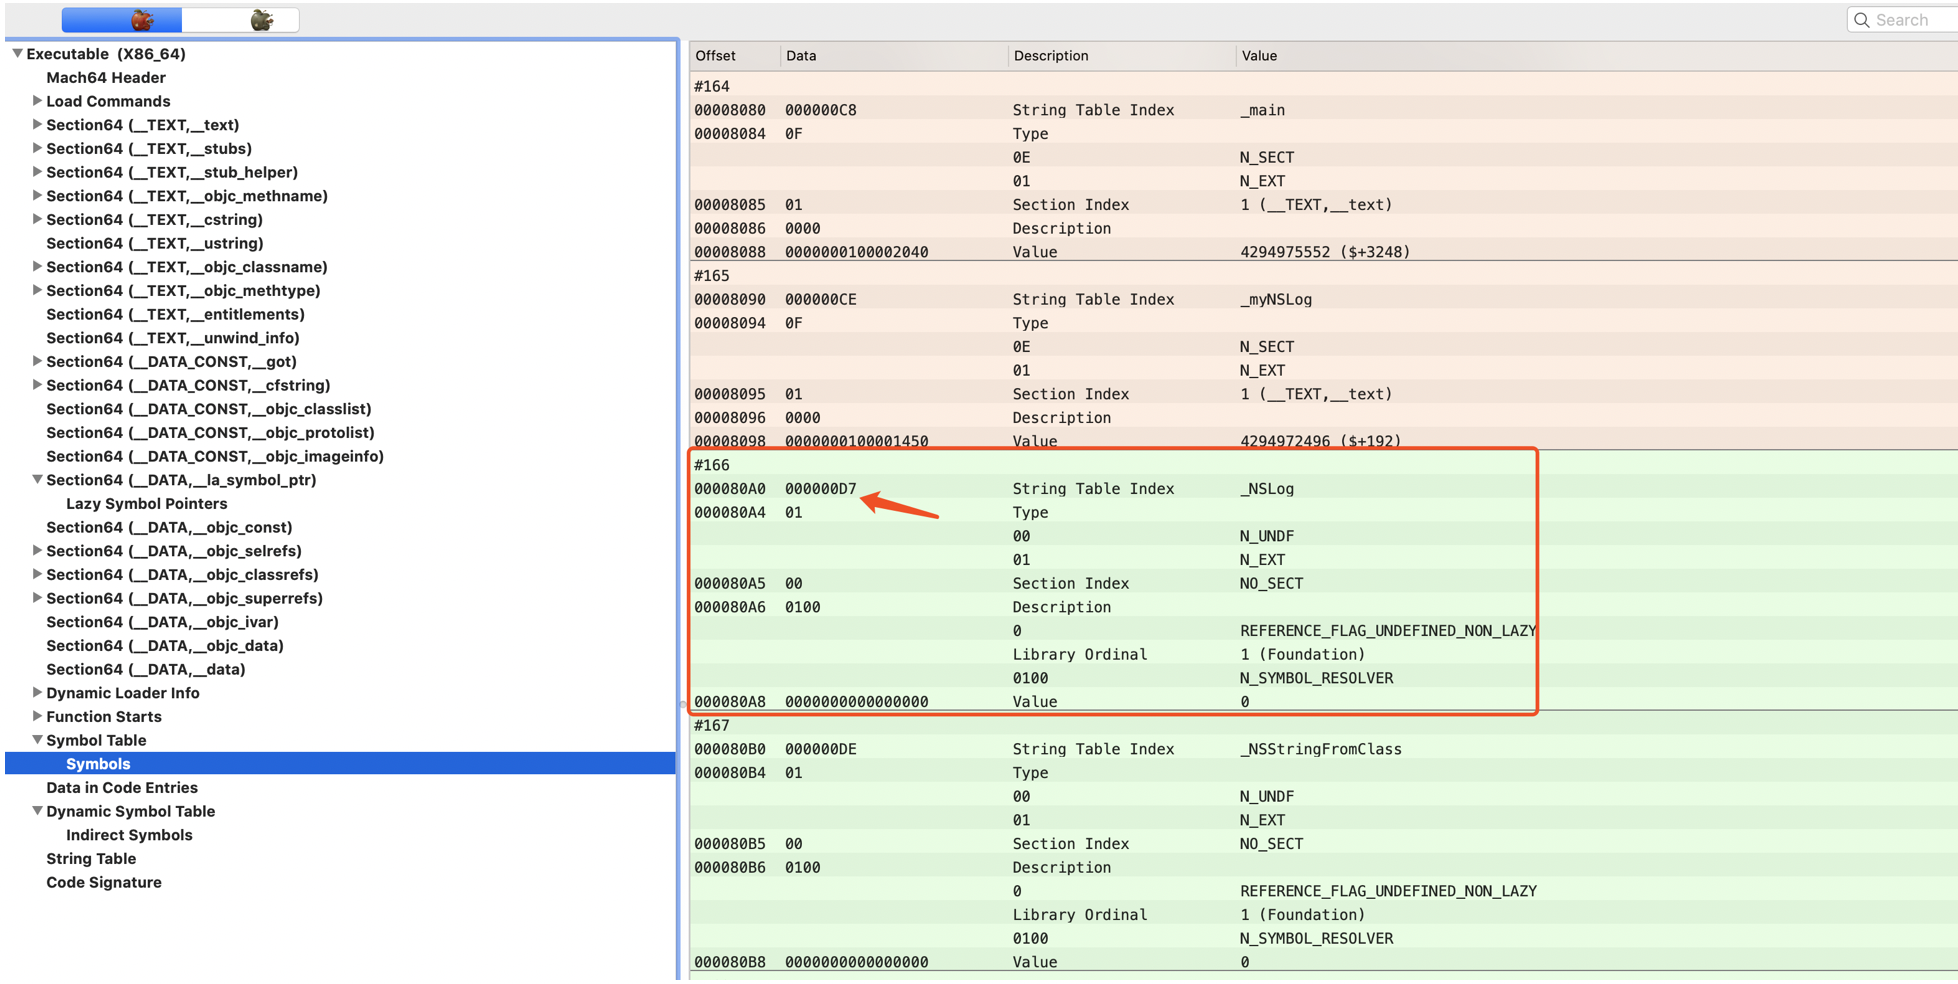 Search
Executable (X86_64)
Mach64 Header
Load Commands
Section64 (__TEXT,__text)
Section64 (__TEXT,__stubs)
Section64 (__TEXT,__stub_helper)
Section64 (__TEXT,__objc_methname)
Section64 (__TEXT,__cstring)
Section64 (__TEXT,__ustring)
Section64 (__TEXT,__objc_classname)
Section64 (__TEXT,__objc_methtype)
Section64 (__TEXT,__entitlements)
Section64 (__TEXT,__unwind_info)
Section64 (__DATA_CONST,__got)
Section64 (__DATA_CONST,__cfstring)
Section64 (__DATA_CONST,__objc_classlist)
Section64 (__DATA_CONST,__objc_protolist)
Section64 (__DATA_CONST,__objc_imageinfo)
Section64 (__DATA,__la_symbol_ptr)
Lazy Symbol Pointers
Section64 (__DATA,__objc_const)
Section64 (__DATA,__objc_selrefs)
Section64 (__DATA,__objc_classrefs)
Section64 (__DATA,__objc_superrefs)
Section64 (__DATA,__objc_ivar)
Section64 (__DATA,__objc_data)
Section64 (__DATA,__data)
Dynamic Loader Info
Function Starts
Symbol Table
Symbols
Data in Code Entries
Dynamic Symbol Table
Indirect Symbols
String Table
Code Signature
Offset Data Description Value
#164
00008080 000000C8 String Table Index _main
00008084 0F Type
0E N_SECT
01 N_EXT
00008085 01 Section Index 1 (__TEXT,__text)
00008086 0000 Description
00008088 0000000100002040 Value 4294975552 ($+3248)
#165
00008090 000000CE String Table Index _myNSLog
00008094 0F Type
0E N_SECT
01 N_EXT
00008095 01 Section Index 1 (__TEXT,__text)
00008096 0000 Description
00008098 0000000100001450 Value 4294972496 ($+192)
#166
000080A0 000000D7 String Table Index _NSLog
000080A4 01 Type
00 N_UNDF
01 N_EXT
000080A5 00 Section Index NO_SECT
000080A6 0100 Description
0 REFERENCE_FLAG_UNDEFINED_NON_LAZY
Library Ordinal 1 (Foundation)
0100 N_SYMBOL_RESOLVER
000080A8 0000000000000000 Value 0
#167
000080B0 000000DE String Table Index _NSStringFromClass
000080B4 01 Type
00 N_UNDF
01 N_EXT
000080B5 00 Section Index NO_SECT
000080B6 0100 Description
0 REFERENCE_FLAG_UNDEFINED_NON_LAZY
Library Ordinal 1 (Foundation)
0100 N_SYMBOL_RESOLVER
000080B8 0000000000000000 Value 0